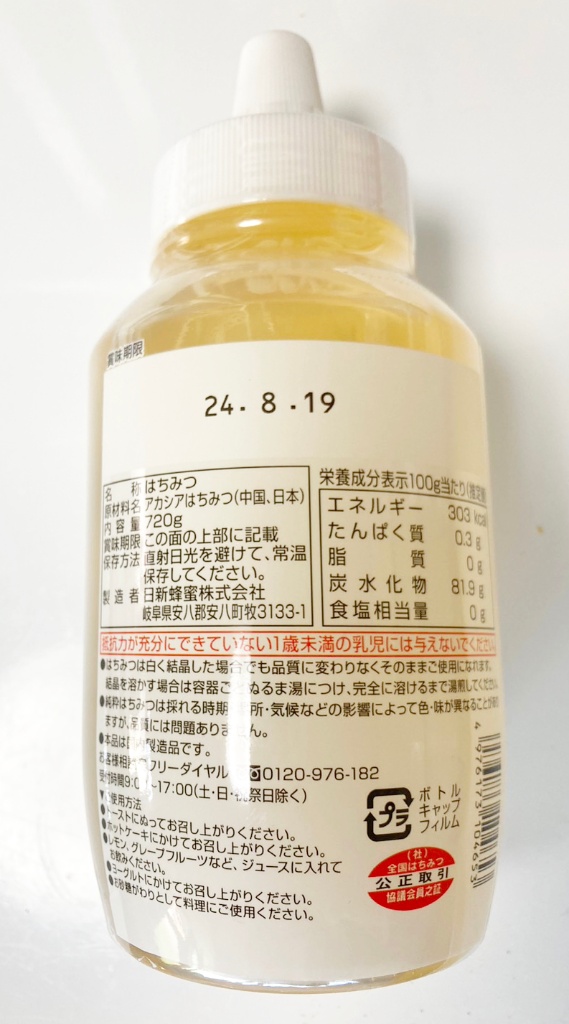 賞味期限
24. 8 .19
名称 はちみつ
原材料名 アカシアはちみつ(中国、日本)
内容量 720g
賞味期限 この面の上部に記載
保存方法 直射日光を避けて、常温
保存してください。
製造者 日新蜂蜜株式会社
岐阜県安八郡安八町牧3133-1
栄養成分表示100g当たり(推定値
エネルギー 303 kcal
たんぱく質 0.3 g
脂質 0 g
炭水化物 81.9 g
食塩相当量 0 g
抵抗力が充分にできていない1歳未満の乳児には与えないでください
●はちみつは白く結晶した場合でも品質に変わりなくそのままご使用になれます。
結晶を溶かす場合は容器ごとぬるま湯につけ、完全に溶けるまで湯煎してください
●純粋はちみつは採れる時期、場所・気候などの影響によって色・味が異なることが
ますが、品質には問題ありません。
●本品は国内製造品です。
お客様相談 フリーダイヤル 0120-976-182
受付時間9:00~17:00(土・日・祝祭日除く)
▼ご使用方法
●トーストにぬってお召し上がりください。
●ホットケーキにかけてお召し上がりください。
●レモン、グレープフルーツなど、ジュースに入れて
お飲みください。
●ヨーグルトにかけてお召し上がりください。
●お砂糖がわりとして料理にご使用ください。
プラ
ボトル
キャップ
フィルム
(社)
全国はちみつ
公正取引
協議会員之証
4 976173 104653